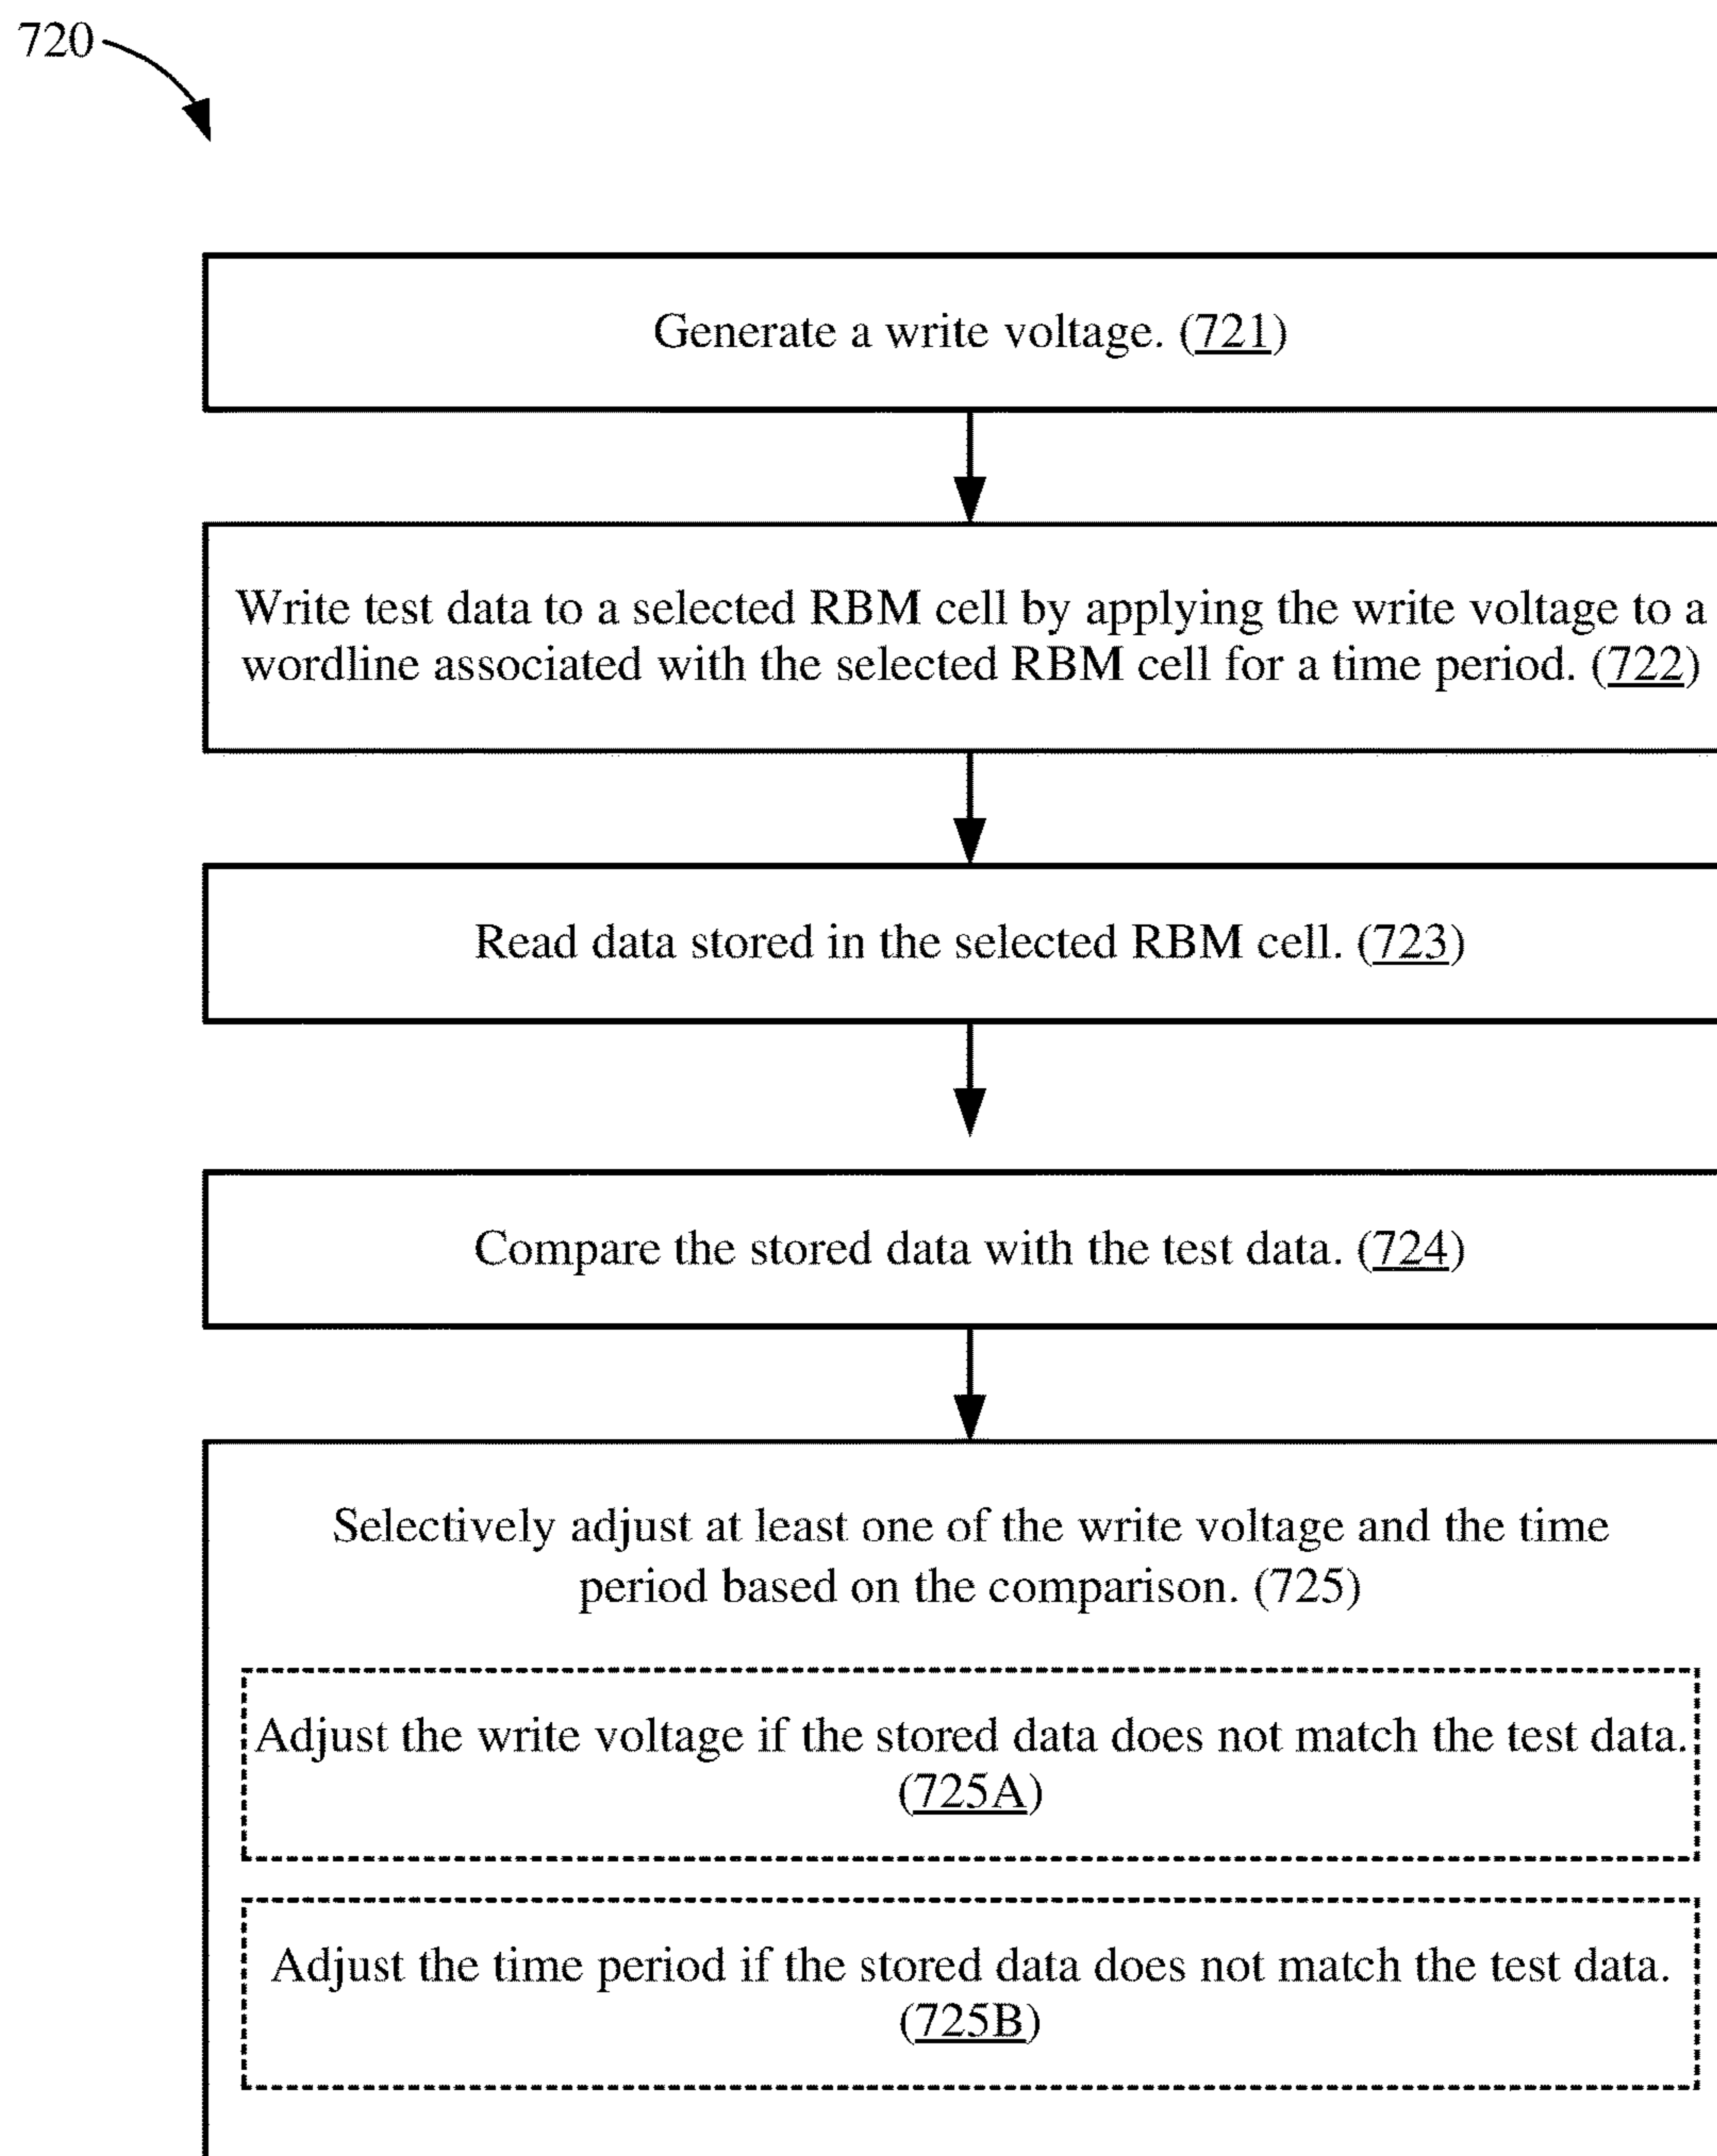 720
Generate a write voltage. (721)
Write test data to a selected RBM cell by applying the write voltage to a
wordline associated with the selected RBM cell for a time period. (722)
Read data stored in the selected RBM cell. (723)
Compare the stored data with the test data. (724)
Selectively adjust at least one of the write voltage and the time
period based on the comparison. (725)
Adjust the write voltage if the stored data does not match the test data.
(725A)
Adjust the time period if the stored data does not match the test data.
(725B)